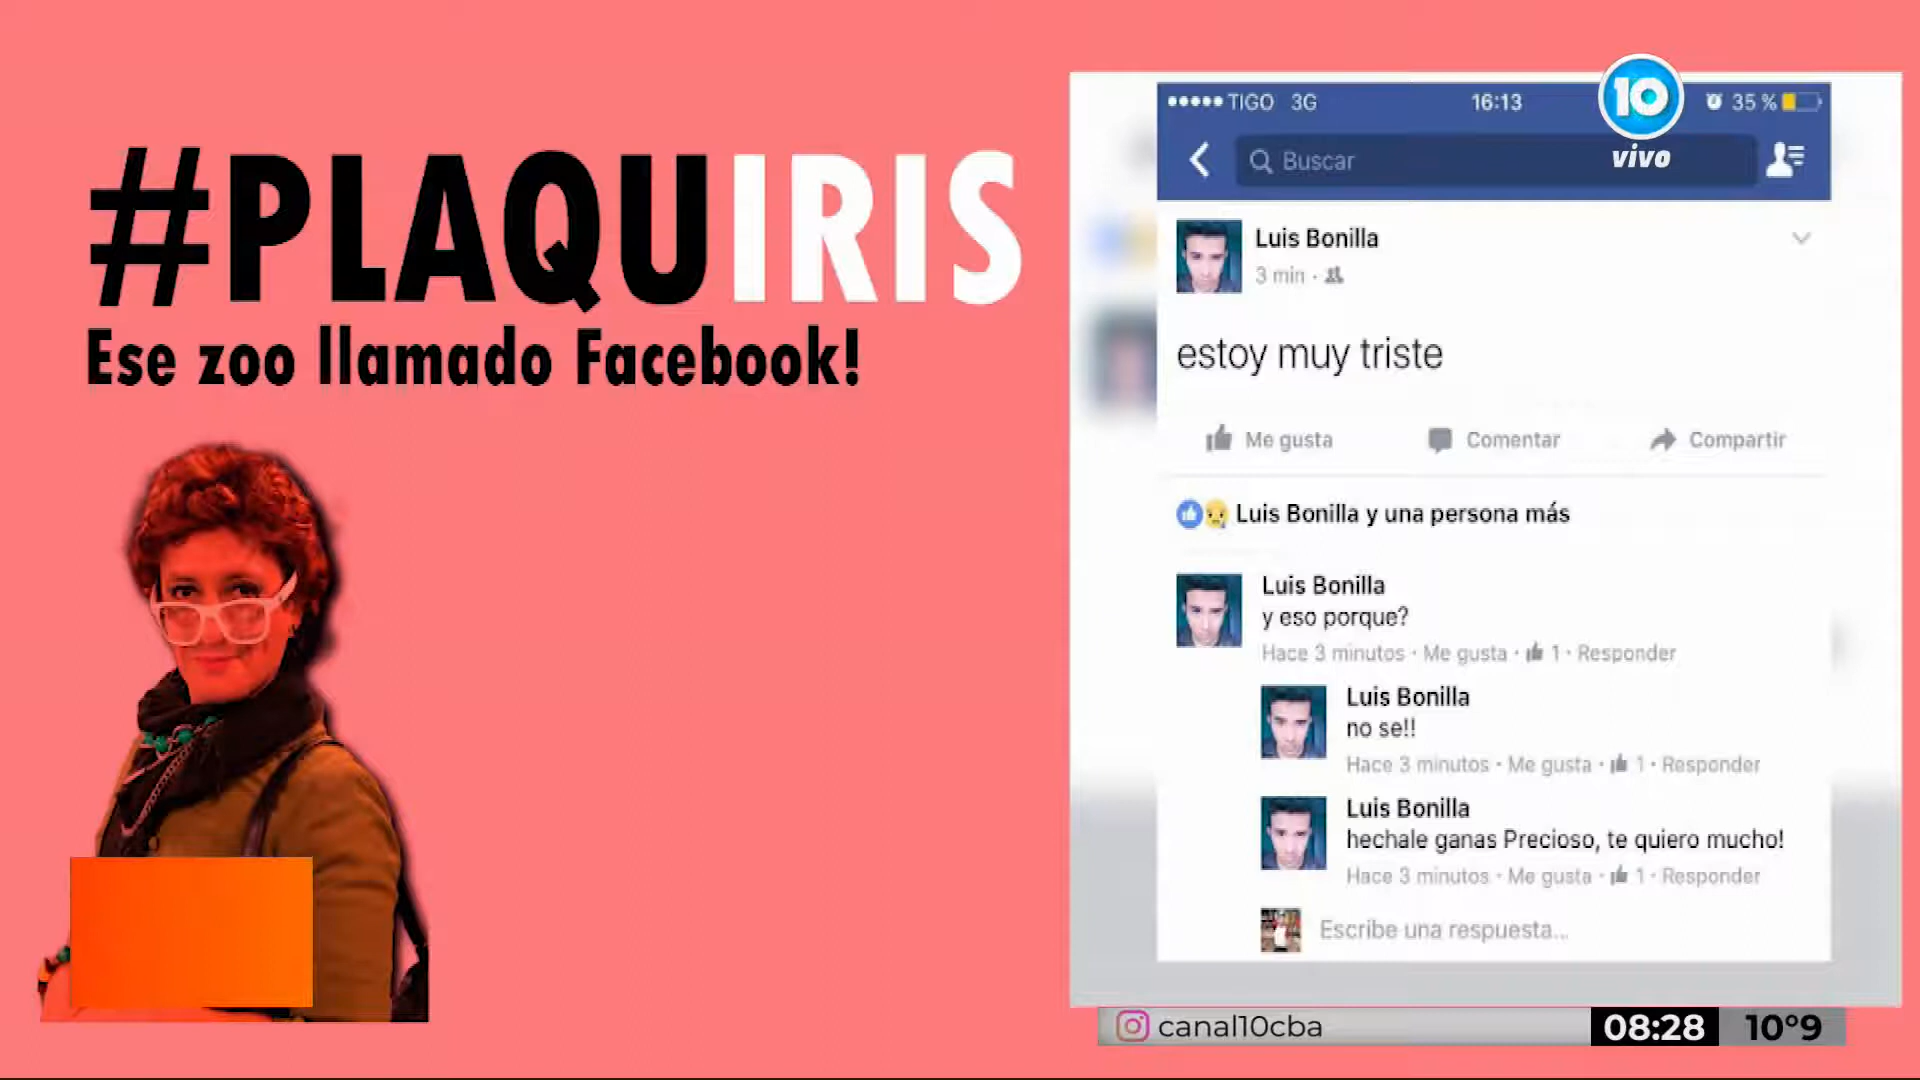 #PLAQUIRIS
Ese zoo llamado Facebook!
TIGO 3G 16:13 35 %
10
vivo
Buscar
Luis Bonilla
3 min
estoy muy triste
Me gusta Comentar Compartir
Luis Bonilla y una persona más
Luis Bonilla
y eso porque?
Hace 3 minutos · Me gusta · 1 · Responder
Luis Bonilla
no se!!
Hace 3 minutos · Me gusta · 1 · Responder
Luis Bonilla
hechale ganas Precioso, te quiero mucho!
Hace 3 minutos · Me gusta · 1 · Responder
Escribe una respuesta...
canal10cba 08:28 10º9